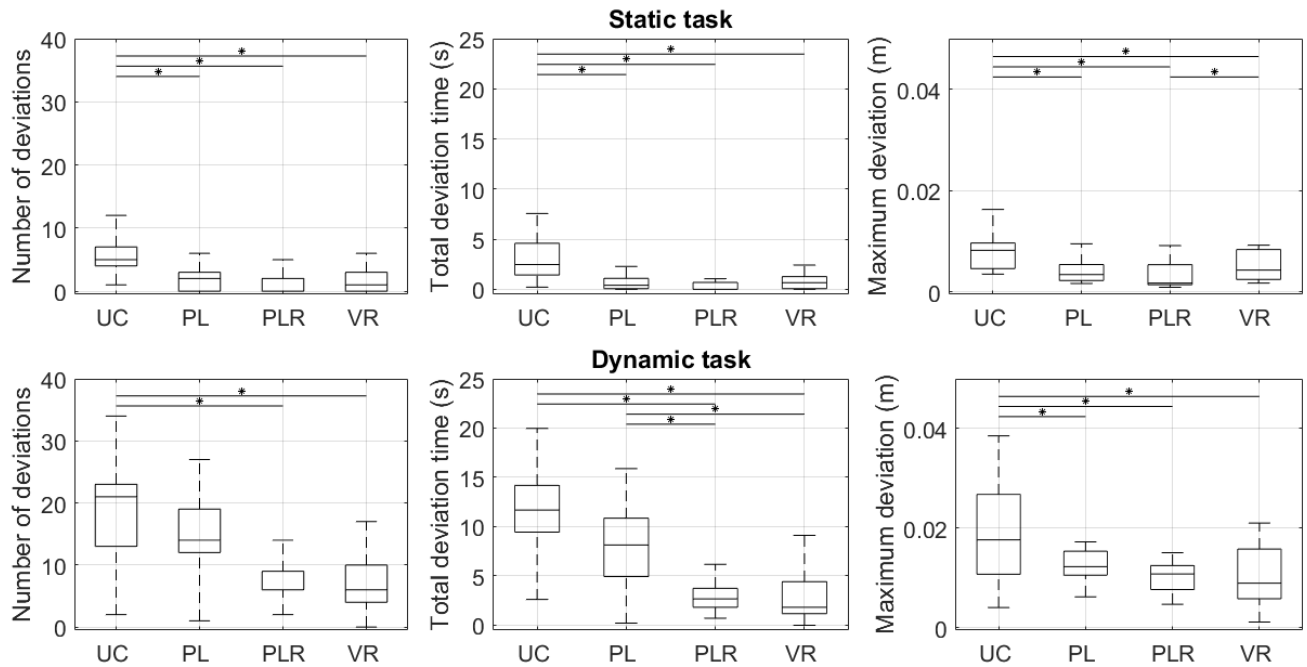 Static task
Number of deviations
40
30
20
10
0
UC PL PLR VR
* * *
Total deviation time (s)
25
20
15
10
5
0
UC PL PLR VR
* * *
Maximum deviation (m)
0.04
0.02
0
UC PL PLR VR
* * * *
Dynamic task
Number of deviations
40
30
20
10
0
UC PL PLR VR
* *
Total deviation time (s)
25
20
15
10
5
0
UC PL PLR VR
* * * *
Maximum deviation (m)
0.04
0.02
0
UC PL PLR VR
* * *